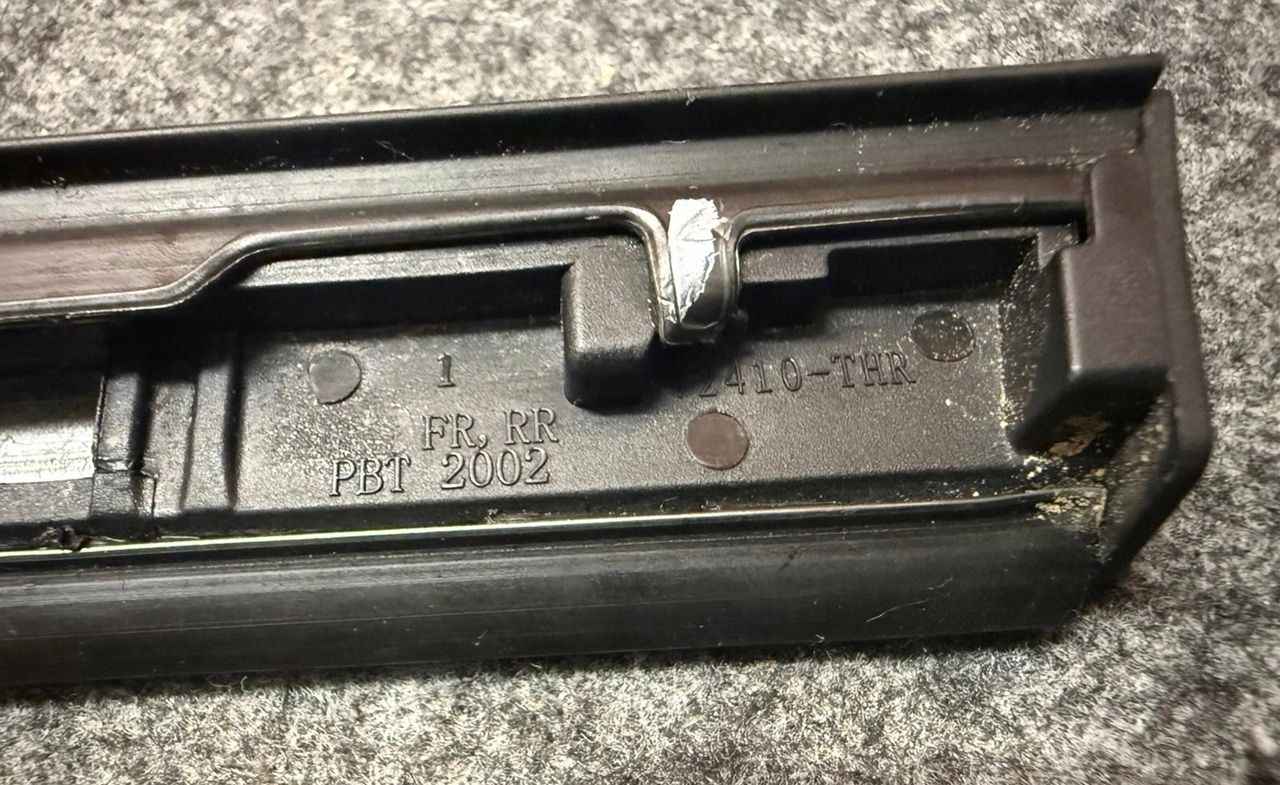 1
2410-THR
FR, RR
PBT 2002